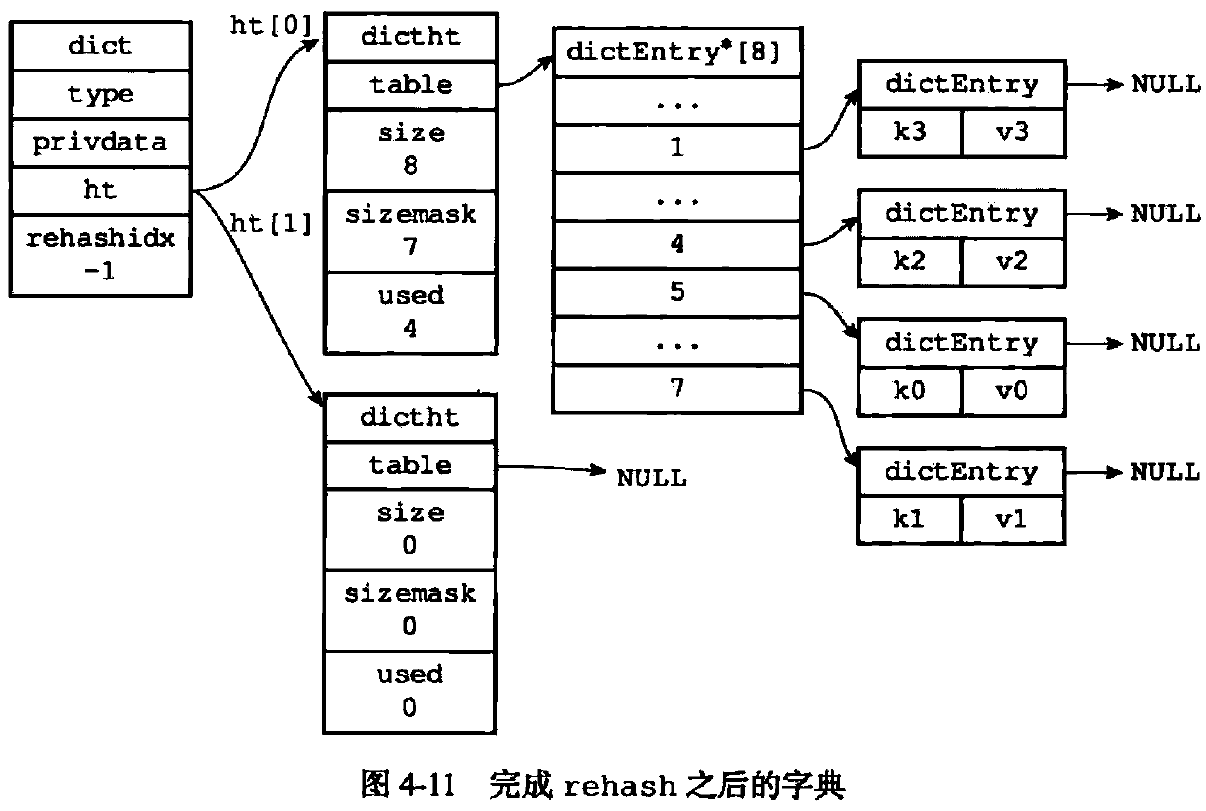 dict
type
privdata
ht
rehashidx
-1
ht[0]
ht[1]
dictht
table
size
8
sizemask
7
used
4
dictht
table
size
0
sizemask
0
used
0
NULL
dictEntry*[8]
...
1
...
4
5
...
7
dictEntry
k3 v3
NULL
dictEntry
k2 v2
NULL
dictEntry
k0 v0
NULL
dictEntry
k1 v1
NULL
图 4-11 完成 rehash 之后的字典